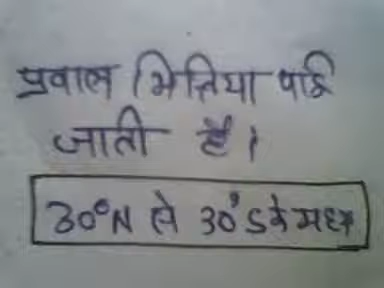 प्रवाल भित्तिया पाई
जाती है।
30°N से 30°S के मध्य